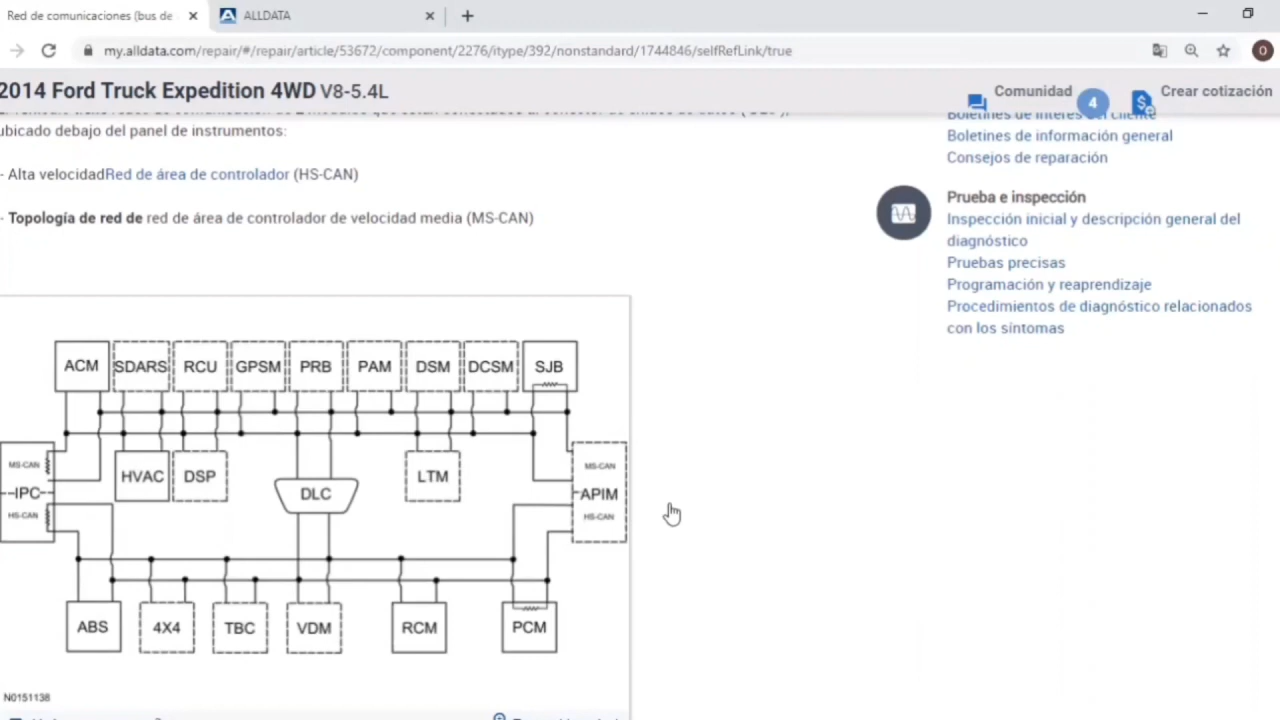 Red de comunicaciones (bus de
ALLDATA
my.alldata.com/repair/#/repair/article/53672/component/2276/itype/392/nonstandard/1744846/selfRefLink/true
O
2014 Ford Truck Expedition 4WD V8-5.4L
Comunidad
4
Crear cotización
ubicado debajo del panel de instrumentos:
- Alta velocidadRed de área de controlador (HS-CAN)
- Topología de red de red de área de controlador de velocidad media (MS-CAN)
Boletines de interés del cliente
Boletines de información general
Consejos de reparación
Prueba e inspección
Inspección inicial y descripción general del
diagnóstico
Pruebas precisas
Programación y reaprendizaje
Procedimientos de diagnóstico relacionados
con los síntomas
ACM SDARS RCU GPSM PRB PAM DSM DCSM SJB
MS-CAN
IPC
HS-CAN
HVAC DSP DLC LTM
MS-CAN
APIM
HS-CAN
ABS 4X4 TBC VDM RCM PCM
N0151138